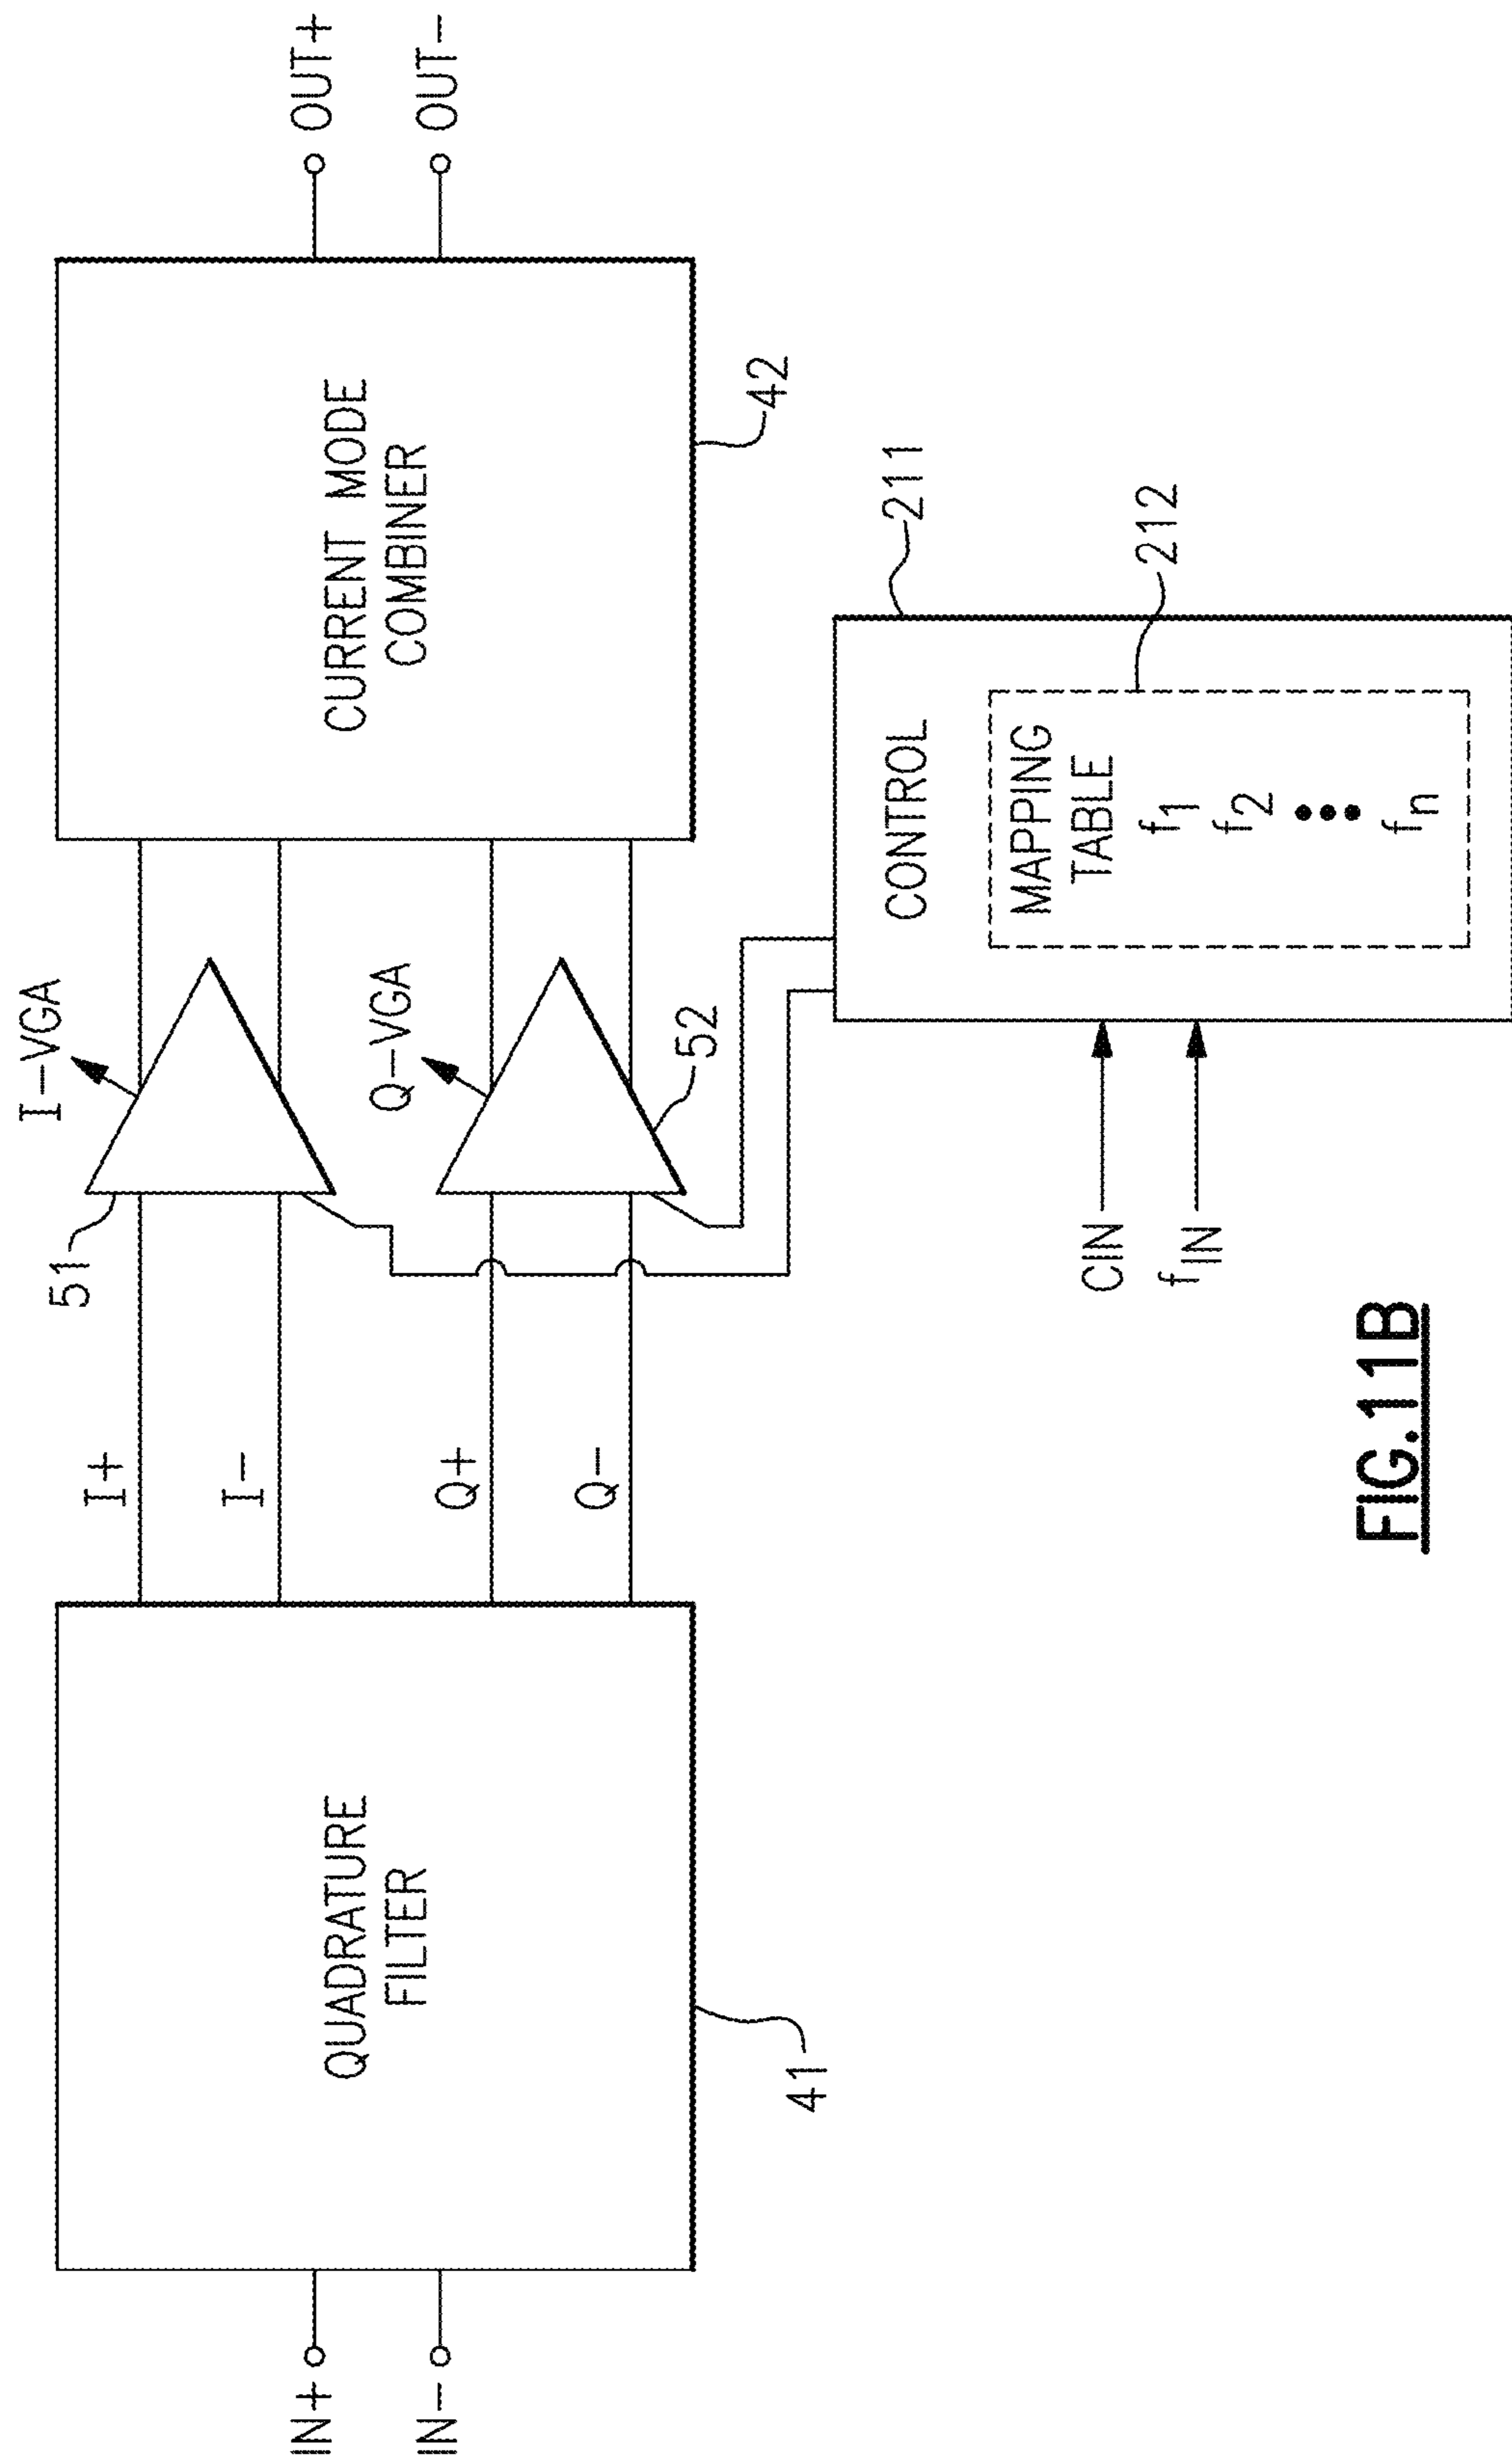 I-VGA
51
I+
I-
Q-VGA
Q+
Q-
52
IN+
IN-
QUADRATURE
FILTER
41
CURRENT MODE
COMBINER
42
OUT+
OUT-
CONTROL
211
MAPPING
TABLE
f1
f2
fn
212
CIN
fIN
FIG.11B